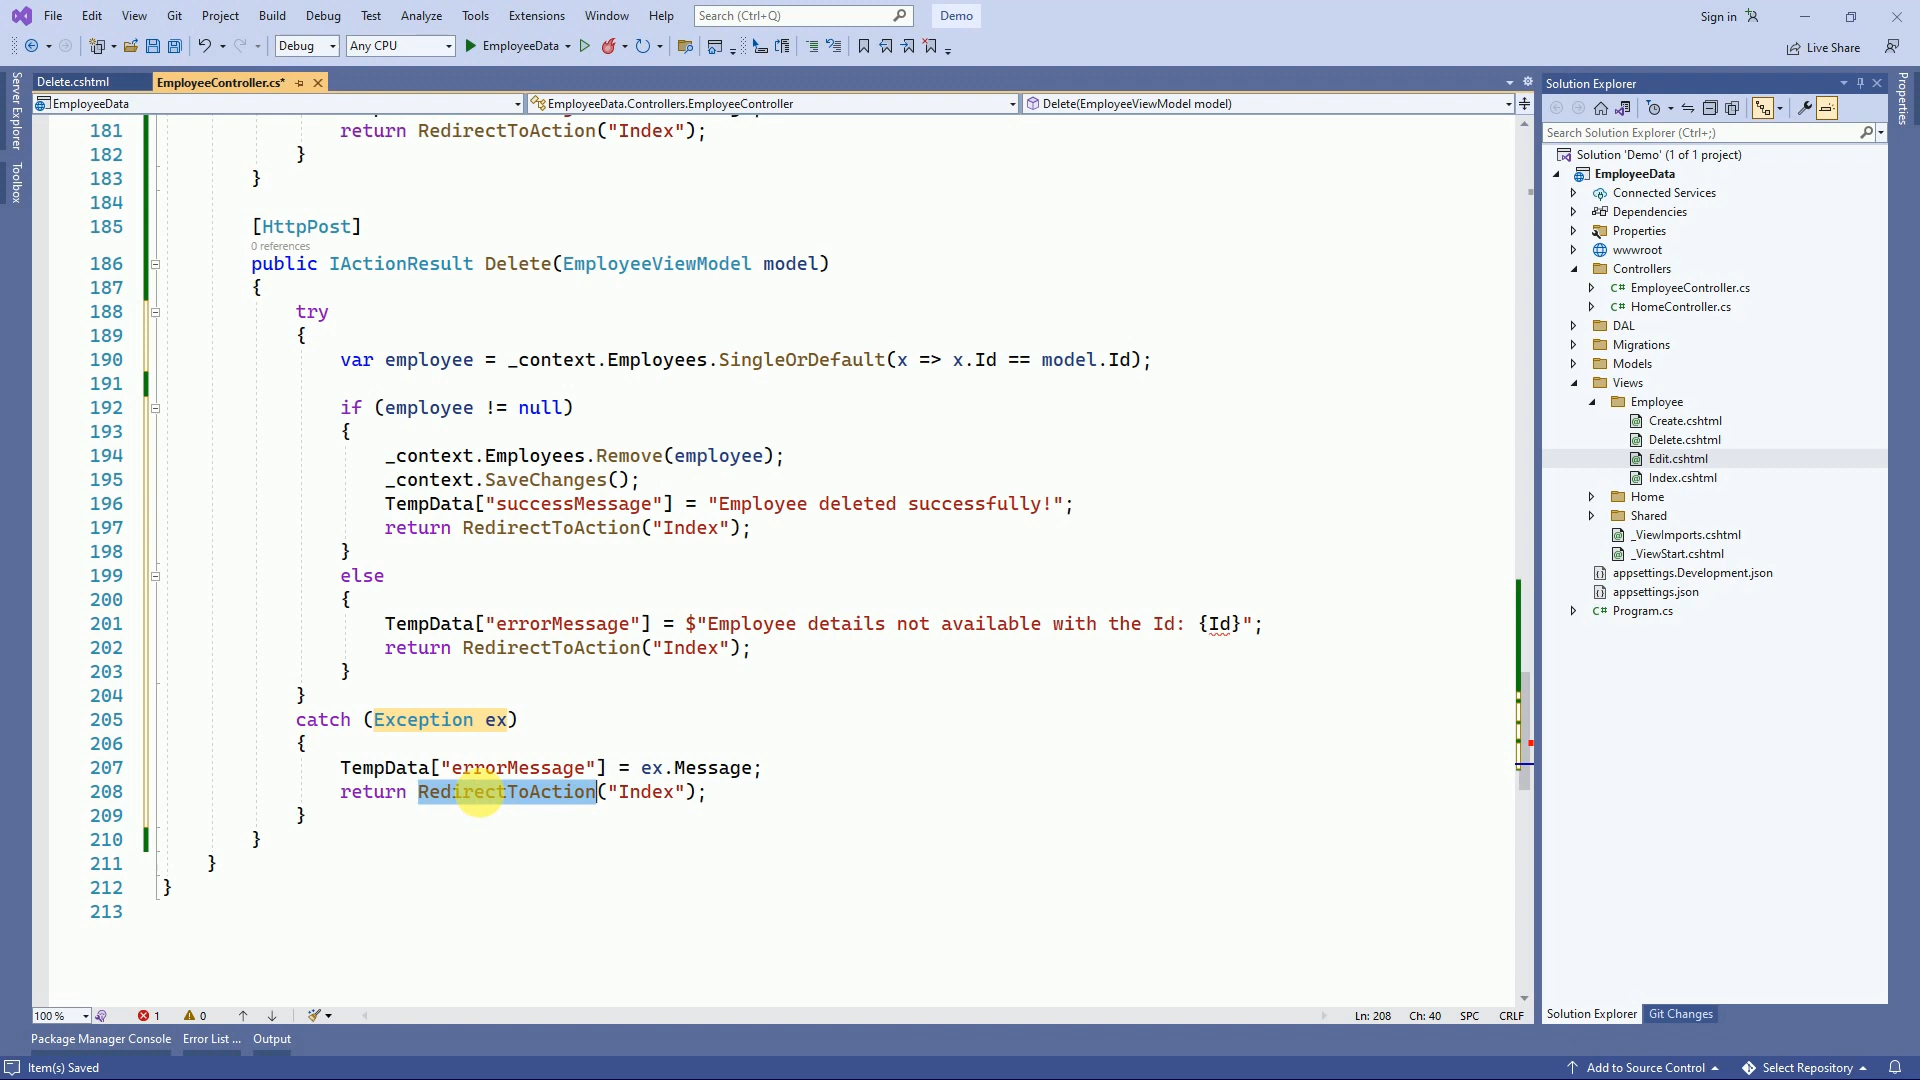 File Edit View Git Project Build Debug Test Analyze Tools Extensions Window Help Search (Ctrl+Q) Demo Sign in
Debug Any CPU EmployeeData Live Share
Server Explorer
Toolbox
Properties
Delete.cshtml EmployeeController.cs*
EmployeeData EmployeeData.Controllers.EmployeeController Delete(EmployeeViewModel model)
181 return RedirectToAction("Index");
182 }
183 }
184
185 [HttpPost]
0 references
186 public IActionResult Delete(EmployeeViewModel model)
187 {
188 try
189 {
190 var employee = _context.Employees.SingleOrDefault(x => x.Id == model.Id);
191
192 if (employee != null)
193 {
194 _context.Employees.Remove(employee);
195 _context.SaveChanges();
196 TempData["successMessage"] = "Employee deleted successfully!";
197 return RedirectToAction("Index");
198 }
199 else
200 {
201 TempData["errorMessage"] = $"Employee details not available with the Id: {Id}";
202 return RedirectToAction("Index");
203 }
204 }
205 catch (Exception ex)
206 {
207 TempData["errorMessage"] = ex.Message;
208 return RedirectToAction("Index");
209 }
210 }
211 }
212 }
213
100 % 1 0 Ln: 208 Ch: 40 SPC CRLF
Package Manager Console Error List ... Output
Solution Explorer
Search Solution Explorer (Ctrl+;)
Solution 'Demo' (1 of 1 project)
EmployeeData
Connected Services
Dependencies
Properties
wwwroot
Controllers
C# EmployeeController.cs
C# HomeController.cs
DAL
Migrations
Models
Views
Employee
Create.cshtml
Delete.cshtml
Edit.cshtml
Index.cshtml
Home
Shared
_ViewImports.cshtml
_ViewStart.cshtml
appsettings.Development.json
appsettings.json
C# Program.cs
Solution Explorer Git Changes
Item(s) Saved Add to Source Control Select Repository